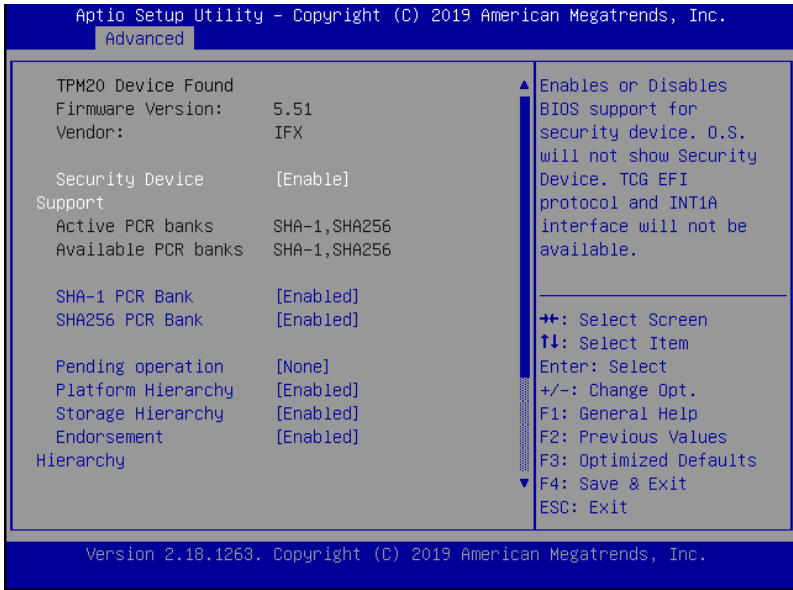 Aptio Setup Utility – Copyright (C) 2019 American Megatrends, Inc.
Advanced
TPM20 Device Found
Firmware Version: 5.51
Vendor: IFX
Security Device [Enable]
Support
Active PCR banks SHA-1,SHA256
Available PCR banks SHA-1,SHA256
SHA-1 PCR Bank [Enabled]
SHA256 PCR Bank [Enabled]
Pending operation [None]
Platform Hierarchy [Enabled]
Storage Hierarchy [Enabled]
Endorsement [Enabled]
Hierarchy
Enables or Disables
BIOS support for
security device. O.S.
will not show Security
Device. TCG EFI
protocol and INT1A
interface will not be
available.
→←: Select Screen
↑↓: Select Item
Enter: Select
+/-: Change Opt.
F1: General Help
F2: Previous Values
F3: Optimized Defaults
F4: Save & Exit
ESC: Exit
Version 2.18.1263. Copyright (C) 2019 American Megatrends, Inc.